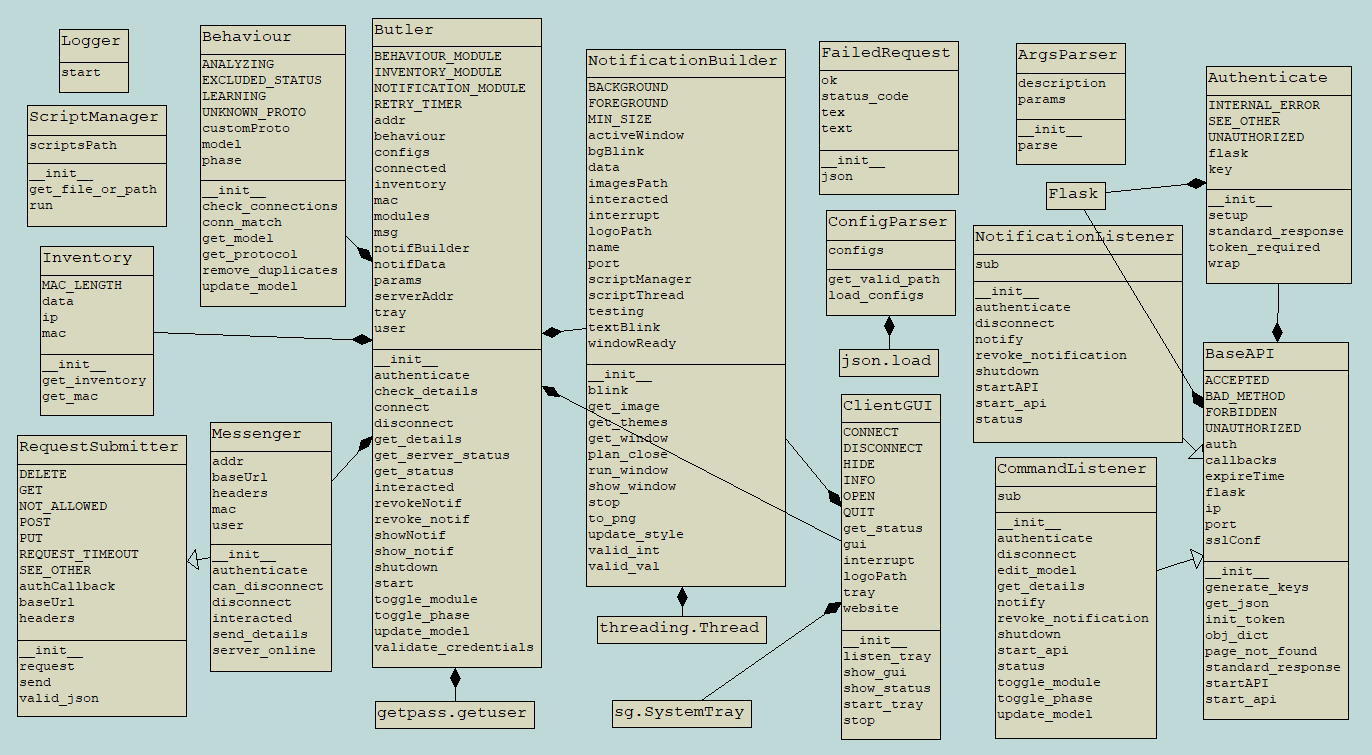 Logger
start
ScriptManager
scriptsPath
__init__
get_file_or_path
run
Inventory
MAC_LENGTH
data
ip
mac
__init__
get_inventory
get_mac
RequestSubmitter
DELETE
GET
NOT_ALLOWED
POST
PUT
REQUEST_TIMEOUT
SEE_OTHER
authCallback
baseUrl
headers
__init__
request
send
valid_json
Behaviour
ANALYZING
EXCLUDED_STATUS
LEARNING
UNKNOWN_PROTO
customProto
model
phase
__init__
check_connections
conn_match
get_model
get_protocol
remove_duplicates
update_model
Messenger
addr
baseUrl
headers
mac
user
__init__
authenticate
can_disconnect
disconnect
interacted
send_details
server_online
Butler
BEHAVIOUR_MODULE
INVENTORY_MODULE
NOTIFICATION_MODULE
RETRY_TIMER
addr
behaviour
configs
connected
inventory
mac
modules
msg
notifBuilder
notifData
params
serverAddr
tray
user
__init__
authenticate
check_details
connect
disconnect
get_details
get_server_status
get_status
interacted
revokeNotif
revoke_notif
showNotif
show_notif
shutdown
start
toggle_module
toggle_phase
update_model
validate_credentials
getpass.getuser
NotificationBuilder
BACKGROUND
FOREGROUND
MIN_SIZE
activeWindow
bgBlink
data
imagesPath
interacted
interrupt
logoPath
name
port
scriptManager
scriptThread
testing
textBlink
windowReady
__init__
blink
get_image
get_themes
get_window
plan_close
run_window
show_window
stop
to_png
update_style
valid_int
valid_val
threading.Thread
sg.SystemTray
FailedRequest
ok
status_code
tex
text
__init__
json
ConfigParser
configs
get_valid_path
load_configs
json.load
ClientGUI
CONNECT
DISCONNECT
HIDE
INFO
OPEN
QUIT
get_status
gui
interrupt
logoPath
tray
website
__init__
listen_tray
show_gui
show_status
start_tray
stop
ArgsParser
description
params
__init__
parse
Flask
NotificationListener
sub
__init__
authenticate
disconnect
notify
revoke_notification
shutdown
startAPI
start_api
status
CommandListener
sub
__init__
authenticate
disconnect
edit_model
get_details
notify
revoke_notification
shutdown
start_api
status
toggle_module
toggle_phase
update_model
Authenticate
INTERNAL_ERROR
SEE_OTHER
UNAUTHORIZED
flask
key
__init__
setup
standard_response
token_required
wrap
BaseAPI
ACCEPTED
BAD_METHOD
FORBIDDEN
UNAUTHORIZED
auth
callbacks
expireTime
flask
ip
port
sslConf
__init__
generate_keys
get_json
init_token
obj_dict
page_not_found
standard_response
startAPI
start_api